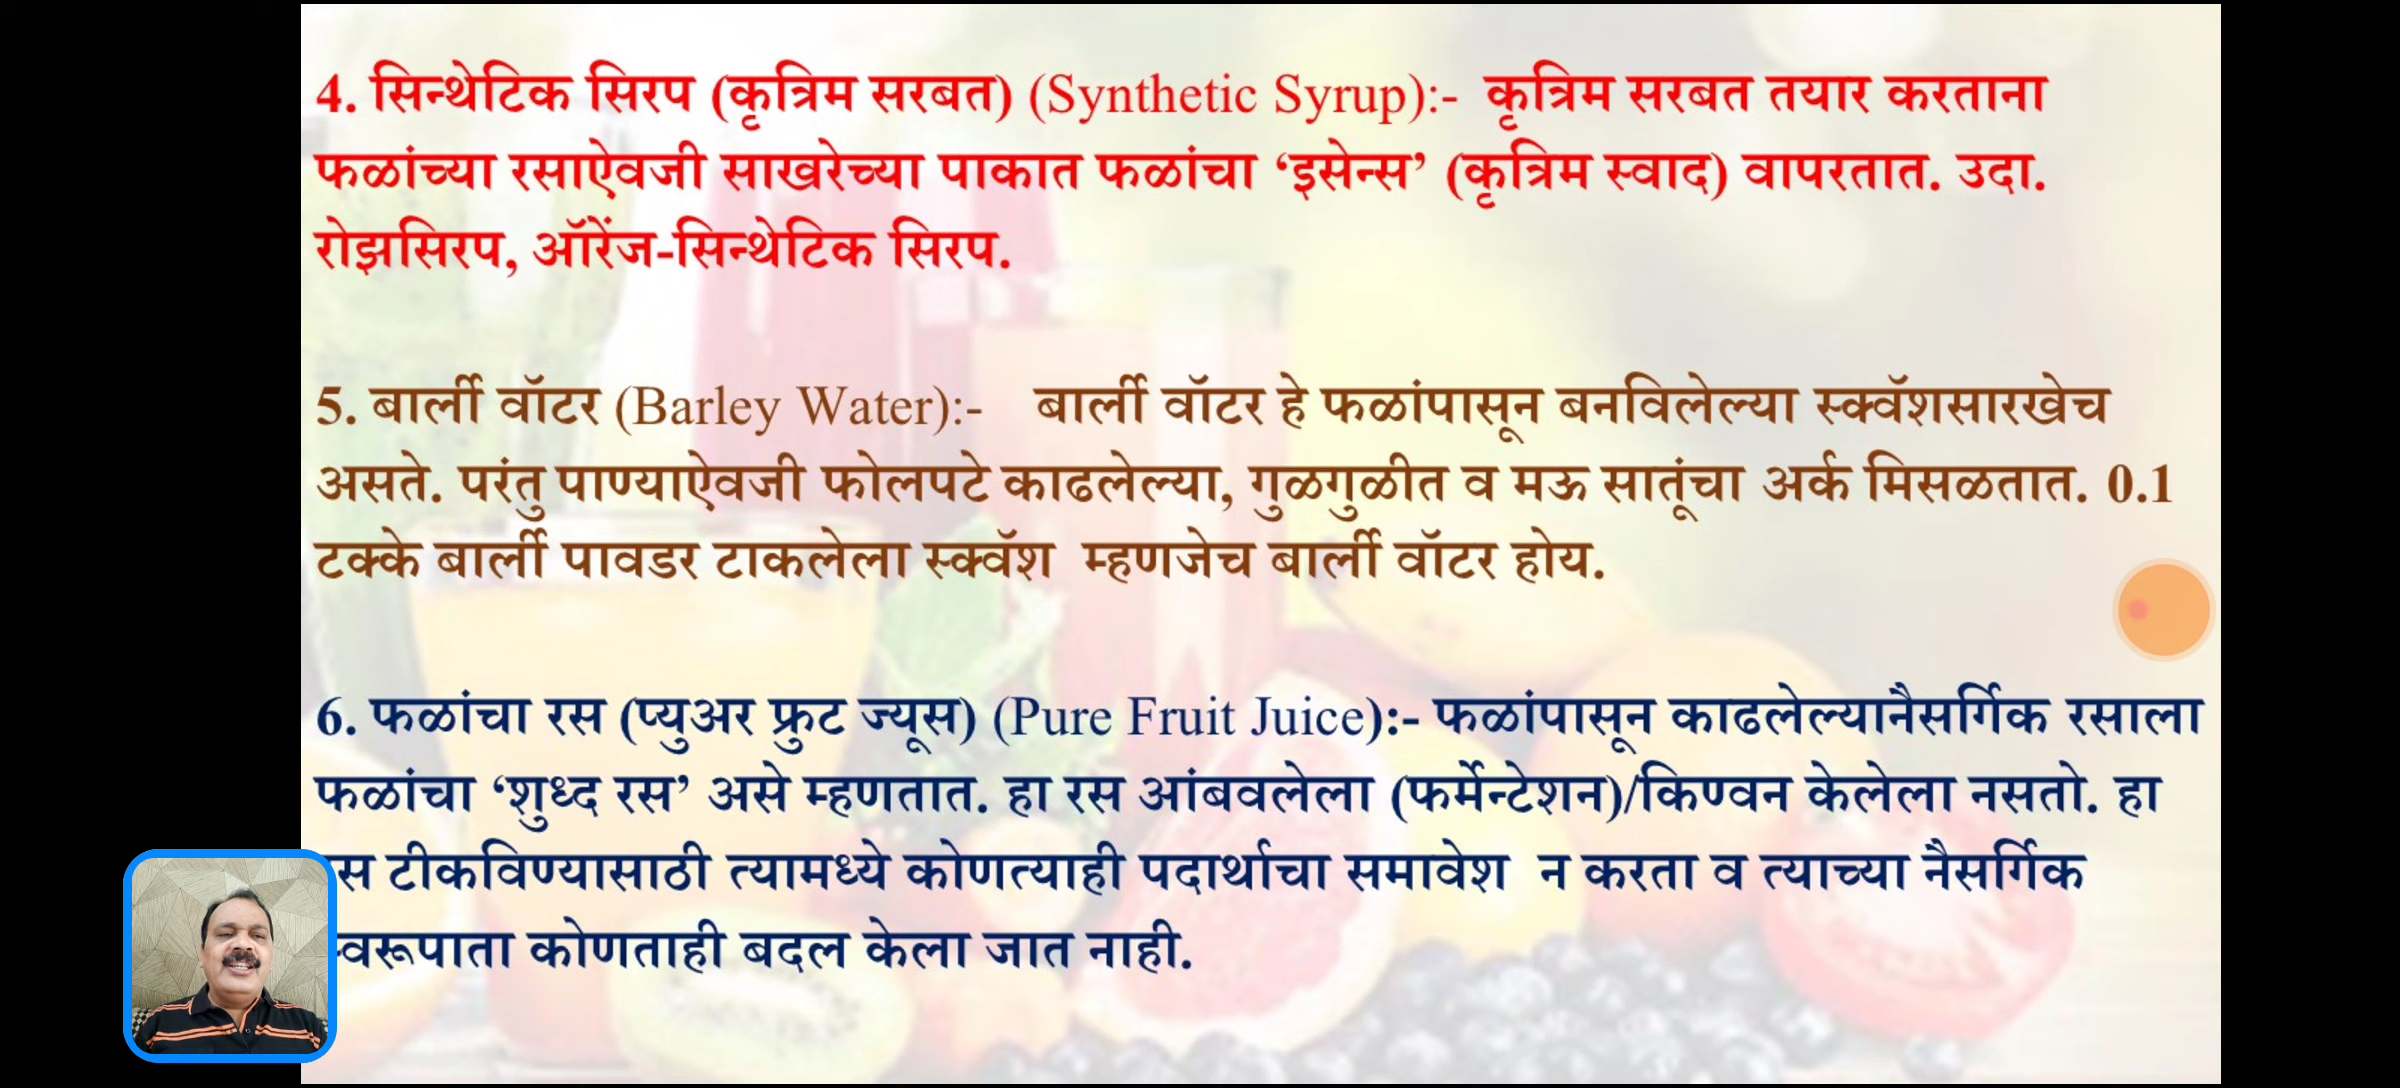 4. सिन्थेटिक सिरप (कृत्रिम सरबत) (Synthetic Syrup):- कृत्रिम सरबत तयार करताना
फळांच्या रसाऐवजी साखरेच्या पाकात फळांचा ‘इसेन्स’ (कृत्रिम स्वाद) वापरतात. उदा.
रोझसिरप, ऑरेंज-सिन्थेटिक सिरप.
5. बार्ली वॉटर (Barley Water):- बार्ली वॉटर हे फळांपासून बनविलेल्या स्क्वॅशसारखेच
असते. परंतु पाण्याऐवजी फोलपटे काढलेल्या, गुळगुळीत व मऊ सातूंचा अर्क मिसळतात. 0.1
टक्के बार्ली पावडर टाकलेला स्क्वॅश म्हणजेच बार्ली वॉटर होय.
6. फळांचा रस (प्युअर फ्रुट ज्यूस) (Pure Fruit Juice):- फळांपासून काढलेल्यानैसर्गिक रसाला
फळांचा ‘शुध्द रस’ असे म्हणतात. हा रस आंबवलेला (फर्मेन्टेशन)/किण्वन केलेला नसतो. हा
टीकविण्यासाठी त्यामध्ये कोणत्याही पदार्थाचा समावेश न करता व त्याच्या नैसर्गिक
कोणताही बदल केला जात नाही.